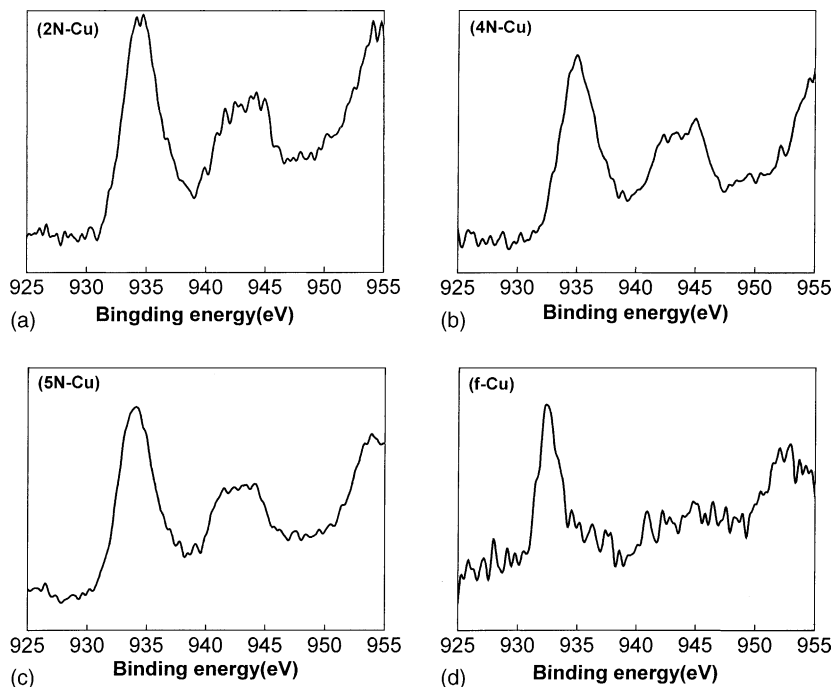 (2N-Cu)
925 930 935 940 945 950 955
(a) Bingding energy(eV)
(4N-Cu)
925 930 935 940 945 950 955
(b) Binding energy(eV)
(5N-Cu)
925 930 935 940 945 950 955
(c) Binding energy(eV)
(f-Cu)
925 930 935 940 945 950 955
(d) Binding energy(eV)